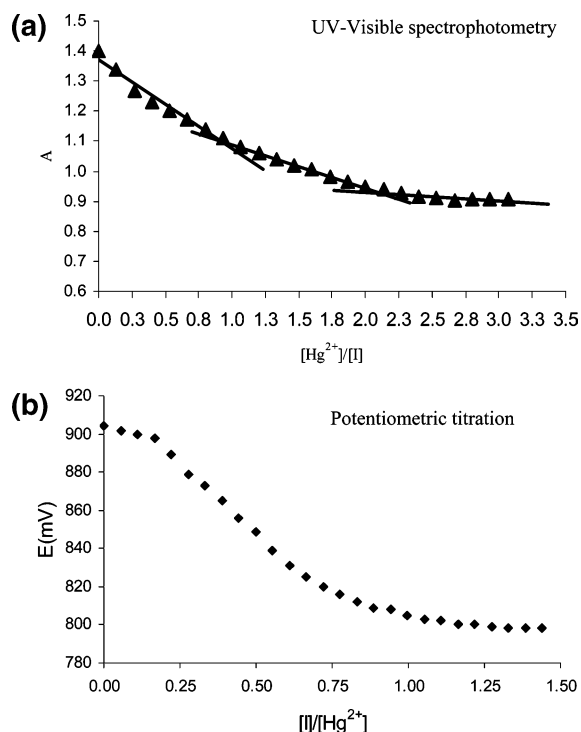 (a)
UV-Visible spectrophotometry
1.5
1.4
1.3
1.2
1.1
1.0
0.9
0.8
0.7
0.6
A
0.0 0.3 0.5 0.8 1.0 1.3 1.5 1.8 2.0 2.3 2.5 2.8 3.0 3.3 3.5
[Hg2+]/[I]
(b)
Potentiometric titration
920
900
880
860
840
820
800
780
E(mV)
0.00 0.25 0.50 0.75 1.00 1.25 1.50
[I]/[Hg2+]